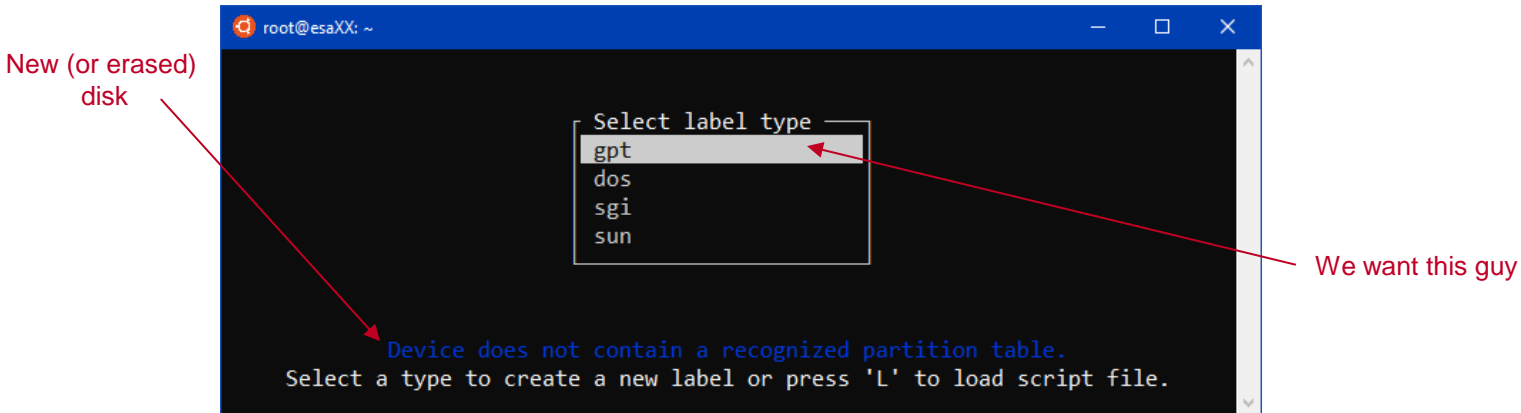 root@esaXX: ~
New (or erased)
disk
Select label type
gpt
dos
sgi
sun
We want this guy
Device does not contain a recognized partition table.
Select a type to create a new label or press 'L' to load script file.